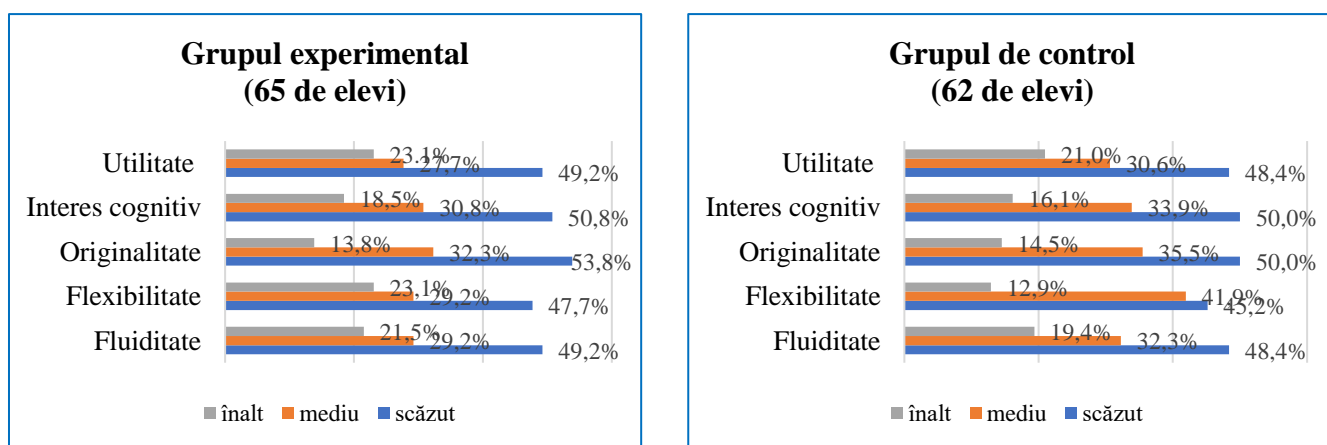 Grupul experimental
(65 de elevi)
Utilitate 23.1% 27,7% 49,2%
Interes cognitiv 18,5% 30,8% 50,8%
Originalitate 13,8% 32,3% 53,8%
Flexibilitate 23,1% 29,2% 47,7%
Fluiditate 21,5% 29,2% 49,2%
înalt mediu scăzut
Grupul de control
(62 de elevi)
Utilitate 21,0% 30,6% 48,4%
Interes cognitiv 16,1% 33,9% 50,0%
Originalitate 14,5% 35,5% 50,0%
Flexibilitate 12,9% 41,9% 45,2%
Fluiditate 19,4% 32,3% 48,4%
înalt mediu scăzut